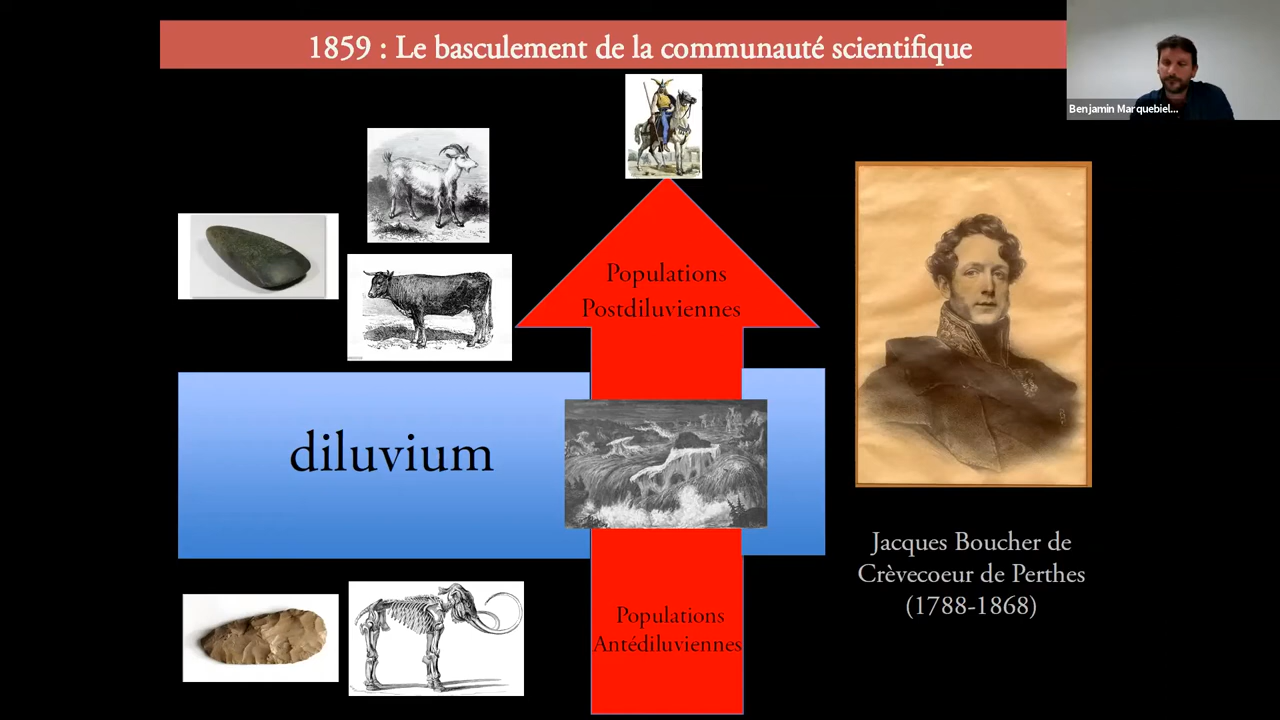 1859 : Le basculement de la communauté scientifique
Benjamin Marquebiel...
Populations
Postdiluviennes
diluvium
Populations
Antédiluviennes
Jacques Boucher de
Crèvecoeur de Perthes
(1788-1868)